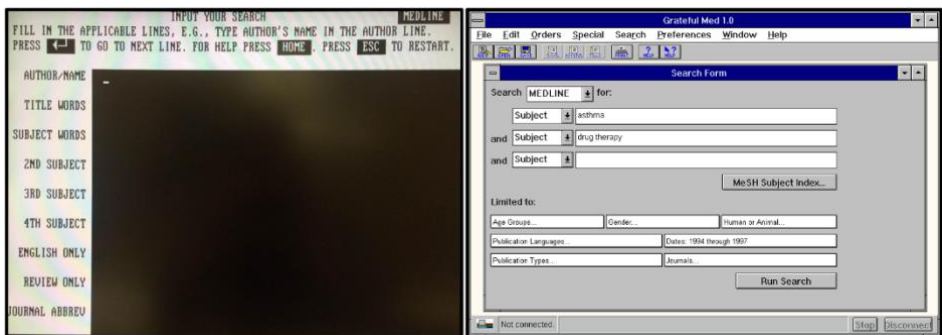 INPUT YOUR SEARCH MEDLINE
FILL IN THE APPLICABLE LINES, E.G., TYPE AUTHOR'S NAME IN THE AUTHOR LINE.
PRESS TO GO TO NEXT LINE. FOR HELP PRESS HOME . PRESS ESC TO RESTART.
AUTHOR/NAME
TITLE WORDS
SUBJECT WORDS
2ND SUBJECT
3RD SUBJECT
4TH SUBJECT
ENGLISH ONLY
REVIEW ONLY
JOURNAL ABBREV
Grateful Med 1.0
File Edit Orders Special Search Preferences Window Help
Search Form
Search MEDLINE for:
Subject asthma
and Subject drug therapy
and Subject
MeSH Subject Index...
Limited to:
Age Groups... Gender... Human or Animal...
Publication Languages... Dates: 1994 through 1997
Publication Types... Journals...
Run Search
Not connected. Stop Disconnect